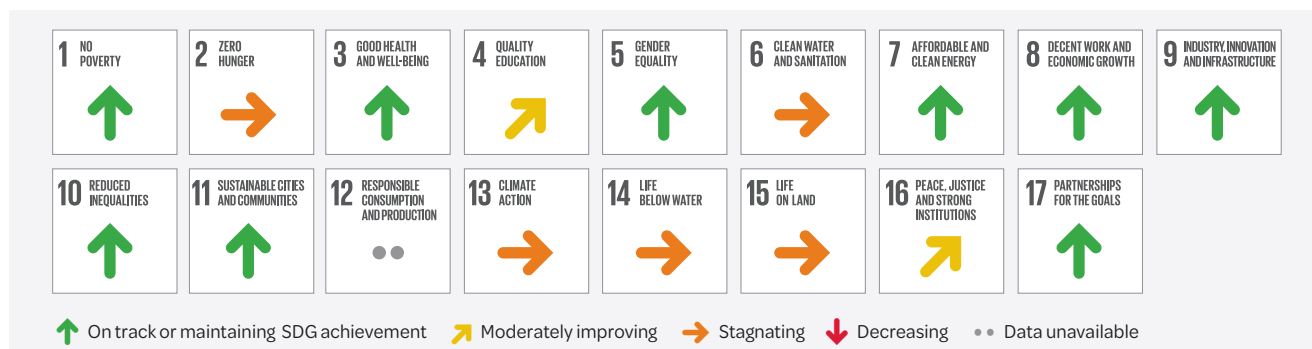 1 NO
POVERTY
2 ZERO
HUNGER
3 GOOD HEALTH
AND WELL-BEING
4 QUALITY
EDUCATION
5 GENDER
EQUALITY
6 CLEAN WATER
AND SANITATION
7 AFFORDABLE AND
CLEAN ENERGY
8 DECENT WORK AND
ECONOMIC GROWTH
9 INDUSTRY, INNOVATION
AND INFRASTRUCTURE
10 REDUCED
INEQUALITIES
11 SUSTAINABLE CITIES
AND COMMUNITIES
12 RESPONSIBLE
CONSUMPTION
AND PRODUCTION
13 CLIMATE
ACTION
14 LIFE
BELOW WATER
15 LIFE
ON LAND
16 PEACE, JUSTICE
AND STRONG
INSTITUTIONS
17 PARTNERSHIPS
FOR THE GOALS
On track or maintaining SDG achievement Moderately improving Stagnating Decreasing Data unavailable